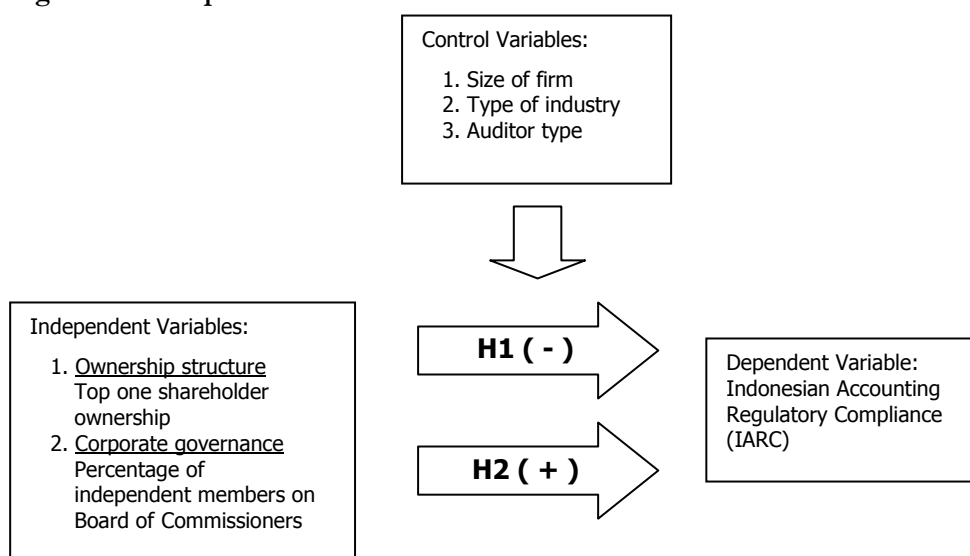 Control Variables:
1. Size of firm
2. Type of industry
3. Auditor type
Independent Variables:
1. Ownership structure
Top one shareholder
ownership
2. Corporate governance
Percentage of
independent members on
Board of Commissioners
H1 ( - )
H2 ( + )
Dependent Variable:
Indonesian Accounting
Regulatory Compliance
(IARC)